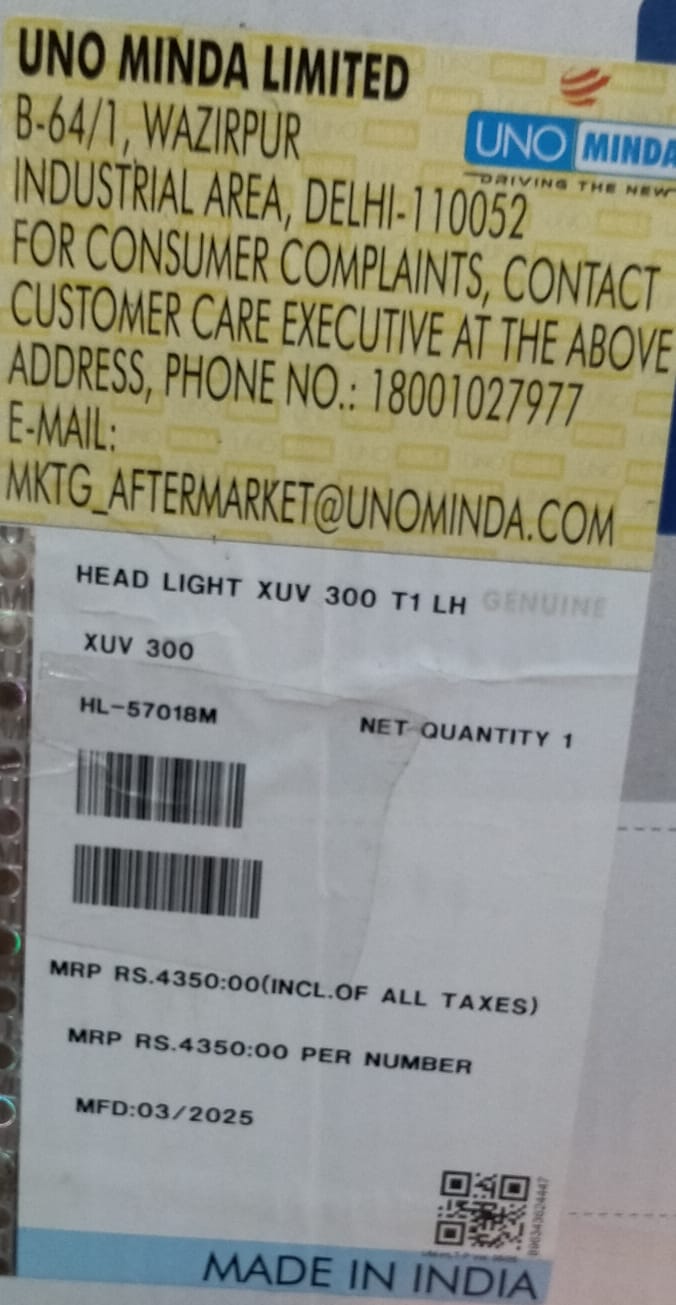 UNO MINDA LIMITED
B-64/1, WAZIRPUR
INDUSTRIAL AREA, DELHI-110052
FOR CONSUMER COMPLAINTS, CONTACT
CUSTOMER CARE EXECUTIVE AT THE ABOVE
ADDRESS, PHONE NO.: 18001027977
E-MAIL:
MKTG_AFTERMARKET@UNOMINDA.COM
UNO MINDA
DRIVING THE NEW
HEAD LIGHT XUV 300 T1 LH GENUINE
XUV 300
HL-57018M
NET QUANTITY 1
MRP RS.4350:00(INCL.OF ALL TAXES)
MRP RS.4350:00 PER NUMBER
MFD:03/2025
MADE IN INDIA